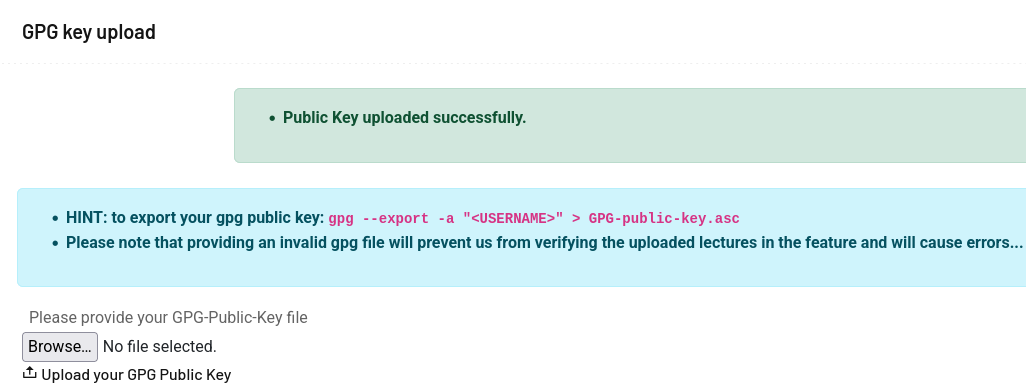 GPG key upload
• Public Key uploaded successfully.
• HINT: to export your gpg public key: gpg --export -a "<USERNAME>" > GPG-public-key.asc
• Please note that providing an invalid gpg file will prevent us from verifying the uploaded lectures in the feature and will cause errors...
Please provide your GPG-Public-Key file
Browse... No file selected.
Upload your GPG Public Key